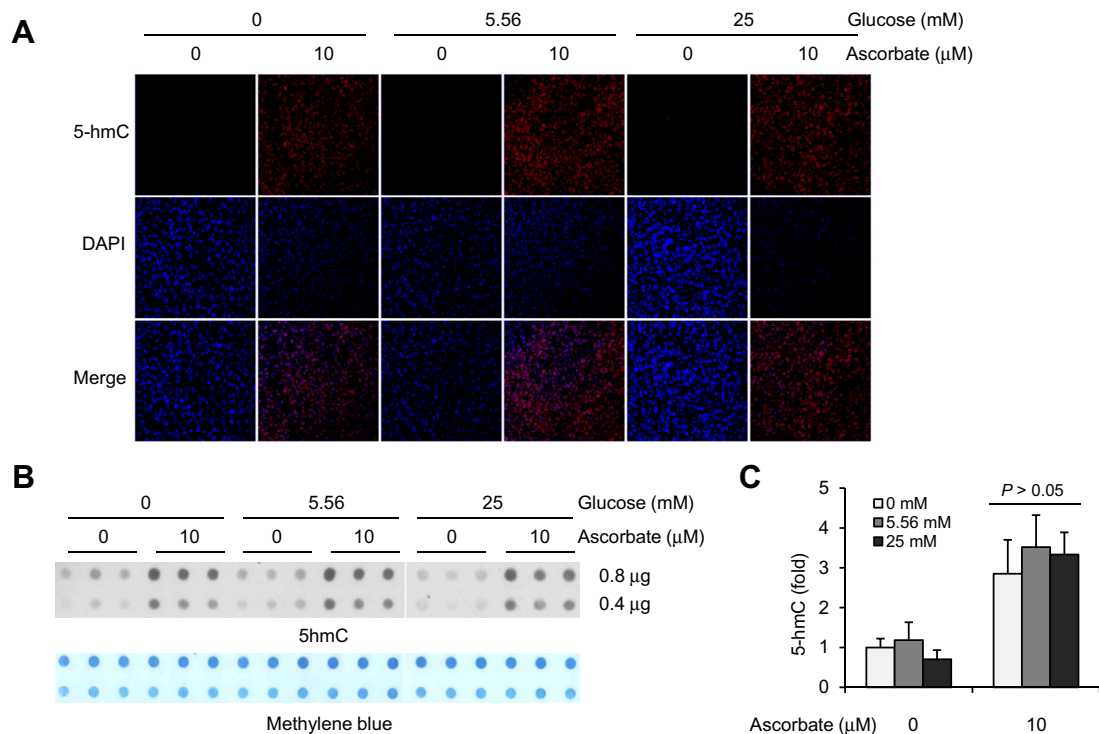 A
0 5.56 25 Glucose (mM)
0 10 0 10 0 10 Ascorbate (μM)
5-hmC
DAPI
Merge
B
0 5.56 25 Glucose (mM)
0 10 0 10 0 10 Ascorbate (μM)
0.8 μg
0.4 μg
5hmC
Methylene blue
C
5-hmC (fold)
5
4
3
2
1
0
0 mM
5.56 mM
25 mM
P > 0.05
Ascorbate (μM) 0 10